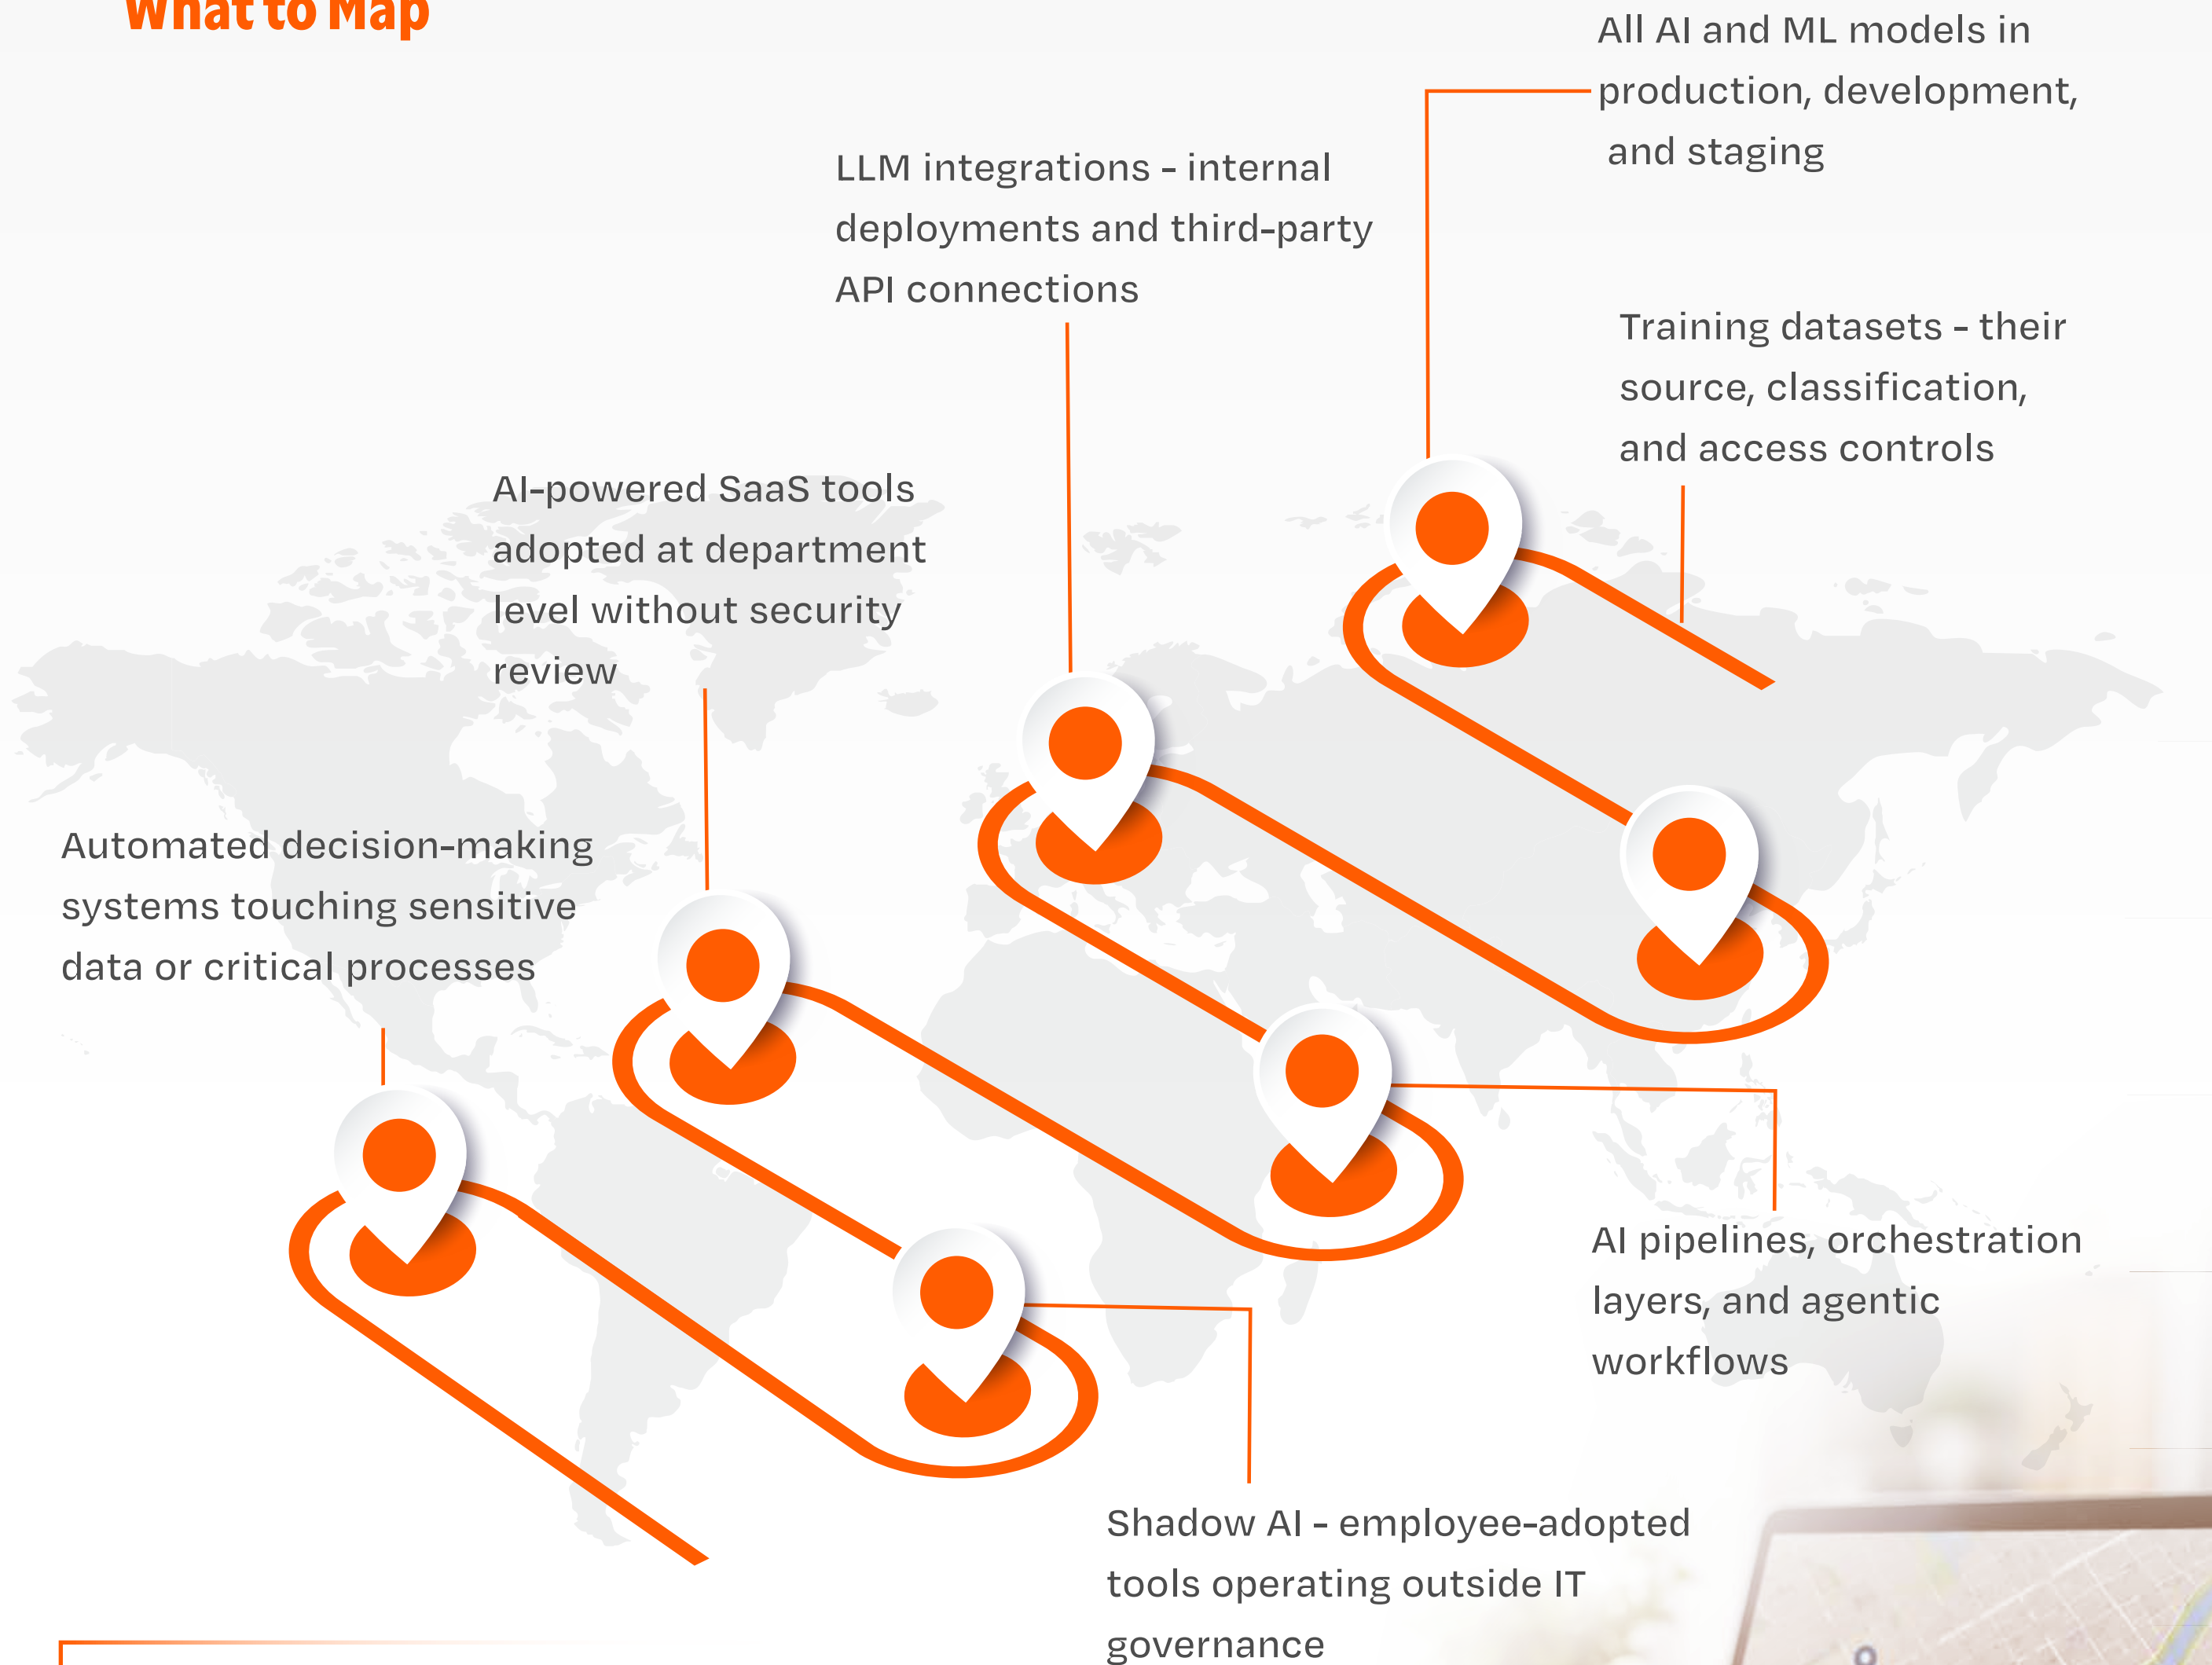 What to Map
All AI and ML models in
production, development,
and staging
LLM integrations - internal
deployments and third-party
API connections
Training datasets - their
source, classification,
and access controls
AI-powered SaaS tools
adopted at department
level without security
review
Automated decision-making
systems touching sensitive
data or critical processes
AI pipelines, orchestration
layers, and agentic
workflows
Shadow AI - employee-adopted
tools operating outside IT
governance